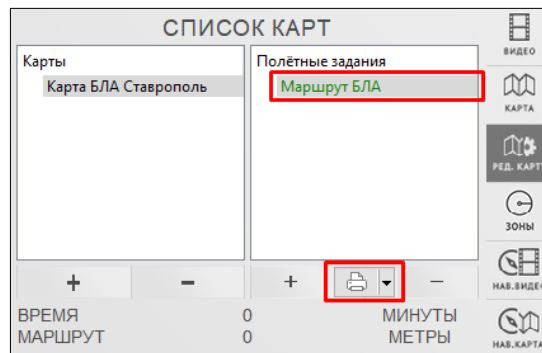 СПИСОК КАРТ
Карты
Карта БЛА Ставрополь
Полётные задания
Маршрут БЛА
+ − + −
ВРЕМЯ 0 МИНУТЫ
МАРШРУТ 0 МЕТРЫ
ВИДЕО
КАРТА
РЕД. КАРТ
ЗОНЫ
НАВ.ВИДЕО
НАВ.КАРТА